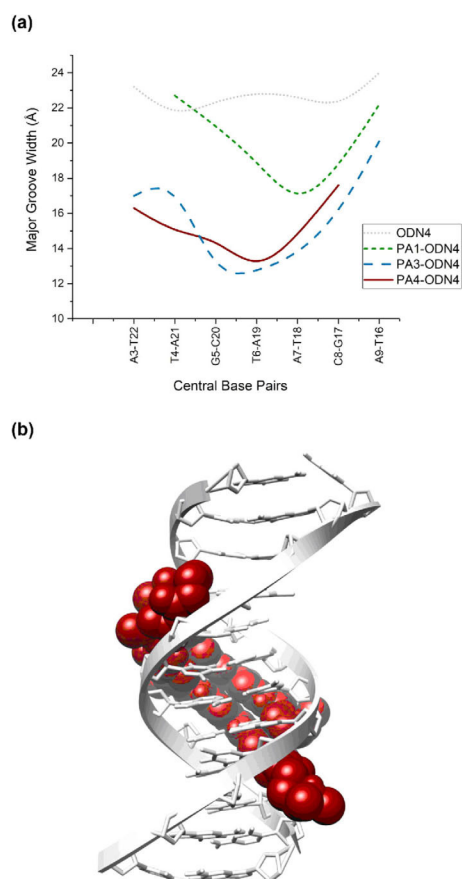 (a)
24
22
20
18
16
14
12
10
Major Groove Width (Å)
ODN4
PA1-ODN4
PA3-ODN4
PA4-ODN4
A3-T22
T4-A21
G5-C20
T6-A19
A7-T18
C8-G17
A9-T16
Central Base Pairs
(b)